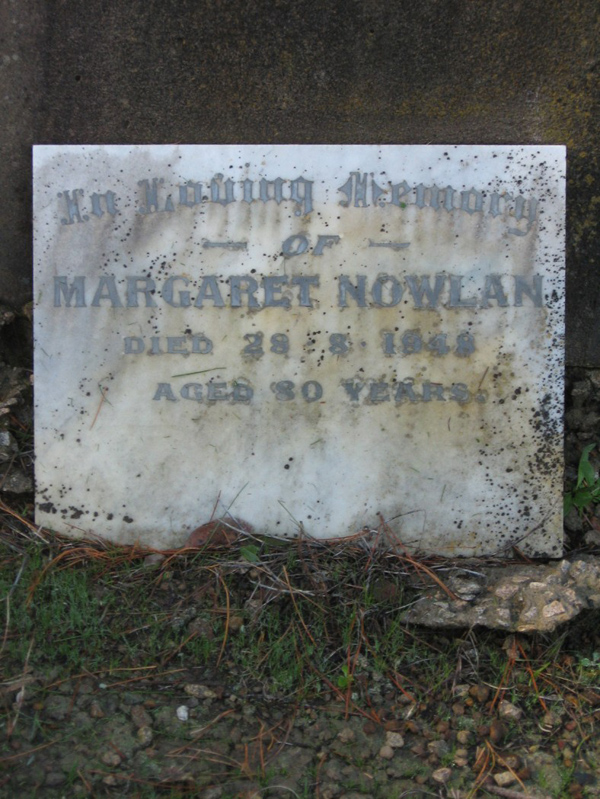 In Loving Memory
— OF —
MARGARET NOWLAN
DIED 28 · 8 · 1948
AGED 80 YEARS.